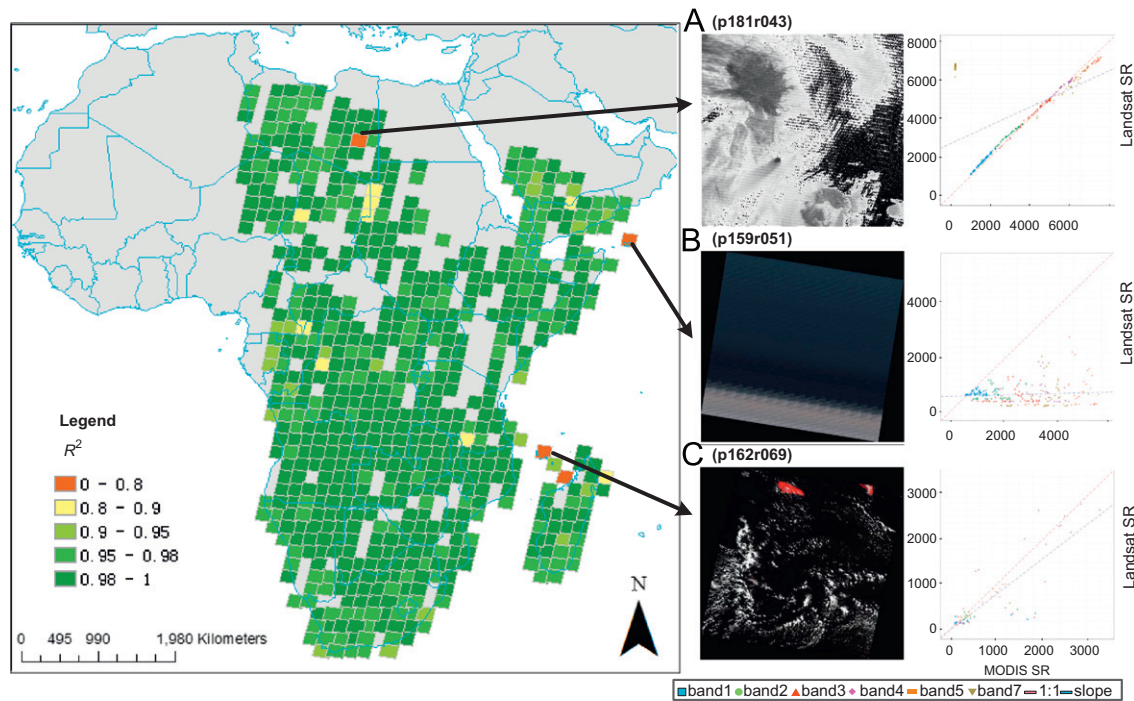 Legend
R²
0 - 0.8
0.8 - 0.9
0.9 - 0.95
0.95 - 0.98
0.98 - 1
0 495 990 1,980 Kilometers
N
A (p181r043)
8000
6000
4000
2000
0
2000 4000 6000
Landsat SR
B (p159r051)
4000
2000
0
0 2000 4000
Landsat SR
C (p162r069)
3000
2000
1000
0
0 1000 2000 3000
Landsat SR
MODIS SR
band1 band2 band3 band4 band5 band7 1:1 slope